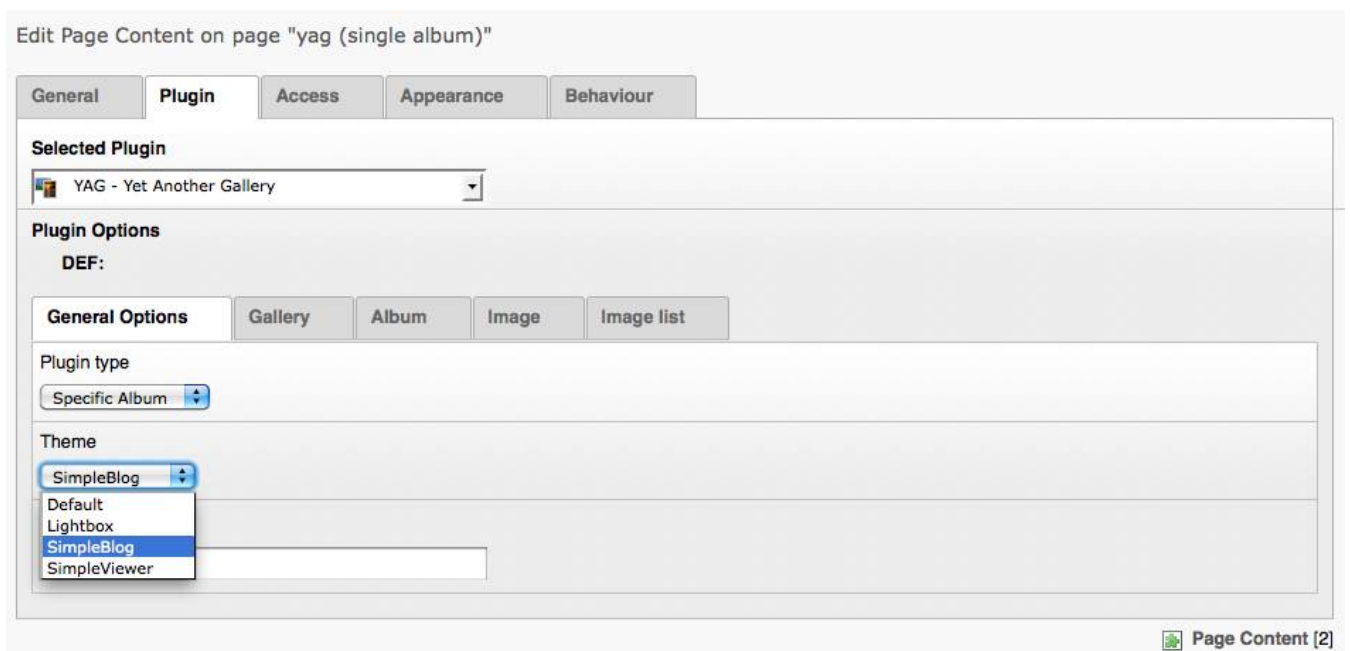 Edit Page Content on page "yag (single album)"
General Plugin Access Appearance Behaviour
Selected Plugin
YAG - Yet Another Gallery
Plugin Options
DEF:
General Options Gallery Album Image Image list
Plugin type
Specific Album
Theme
SimpleBlog
Default
Lightbox
SimpleBlog
SimpleViewer
Page Content [2]